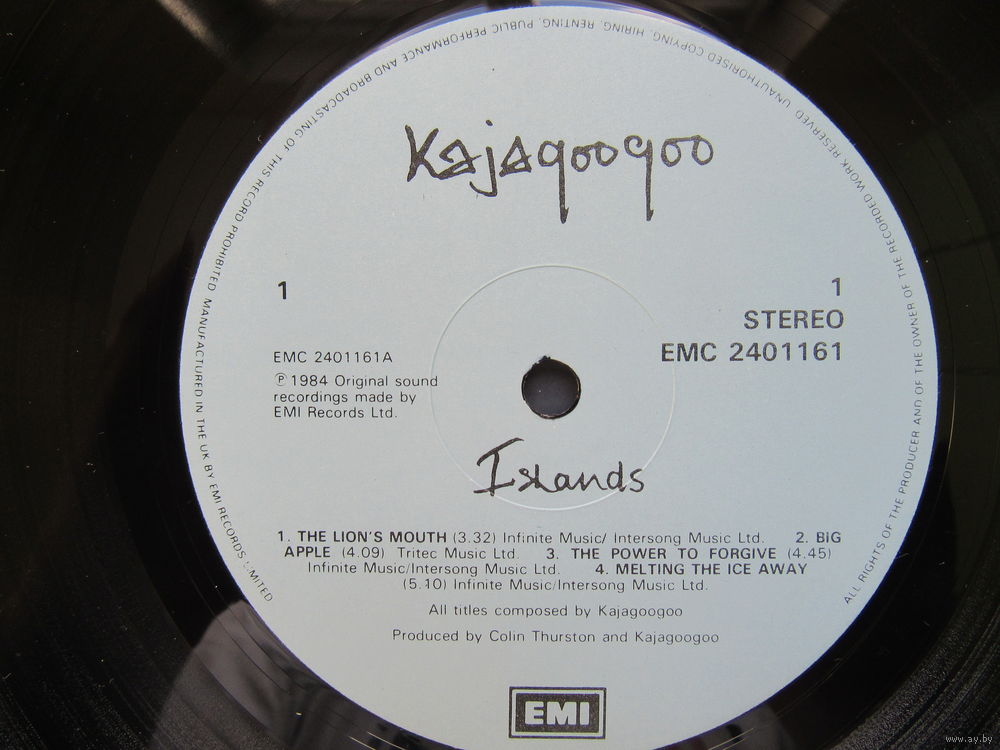 ALL RIGHTS OF THE PRODUCER AND OF THE OWNER OF THE RECORDED WORK RESERVED. UNAUTHORISED COPYING, HIRING, RENTING, PUBLIC PERFORMANCE AND BROADCASTING OF THIS RECORD PROHIBITED. MANUFACTURED IN THE UK BY EMI RECORDS LIMITED
Kajagoogoo
1
1
STEREO
EMC 2401161
EMC 2401161A
Ⓟ1984 Original sound
recordings made by
EMI Records Ltd.
Islands
1. THE LION'S MOUTH (3.32) Infinite Music/ Intersong Music Ltd. 2. BIG
APPLE (4.09) Tritec Music Ltd. 3. THE POWER TO FORGIVE (4.45)
Infinite Music/Intersong Music Ltd. 4. MELTING THE ICE AWAY
(5.10) Infinite Music/Intersong Music Ltd.
All titles composed by Kajagoogoo
Produced by Colin Thurston and Kajagoogoo
EMI
www.ay.by